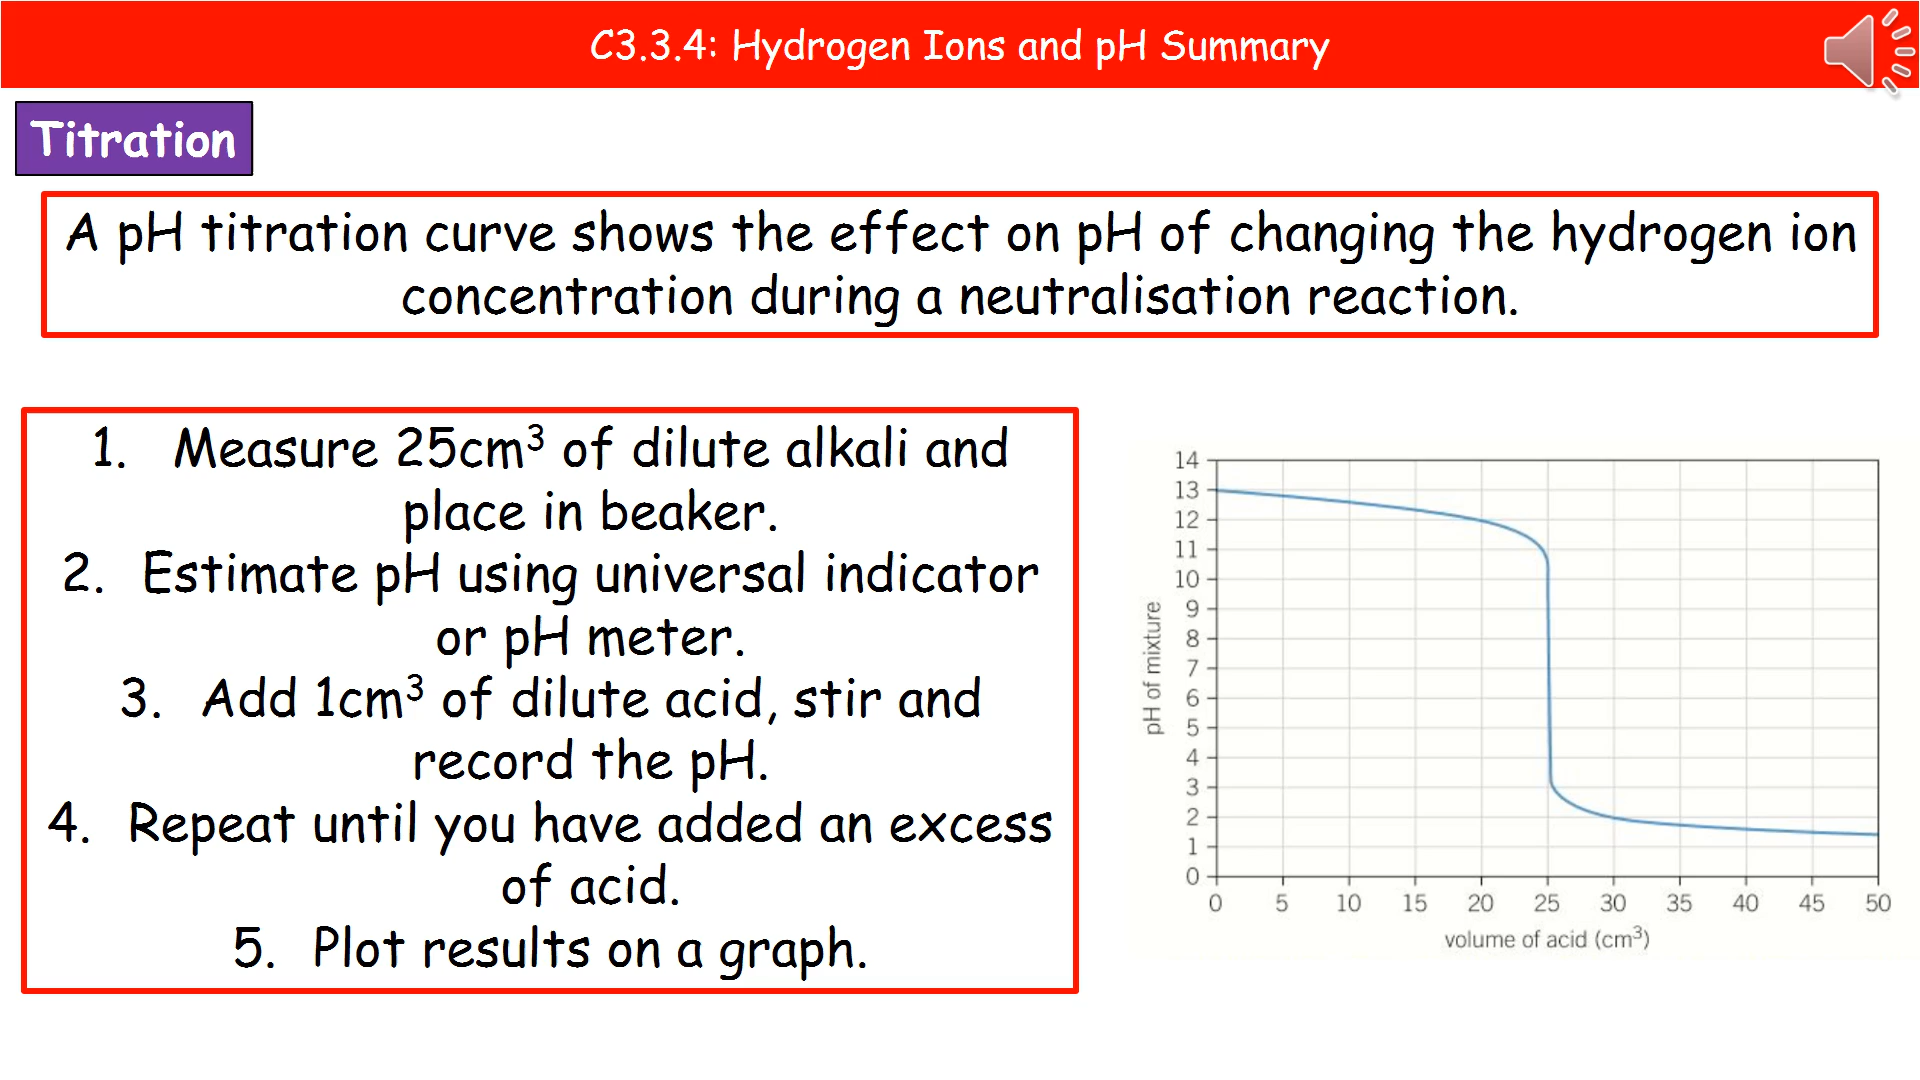 C3.3.4: Hydrogen Ions and pH Summary
Titration
A pH titration curve shows the effect on pH of changing the hydrogen ion
concentration during a neutralisation reaction.
1. Measure 25cm³ of dilute alkali and
place in beaker.
2. Estimate pH using universal indicator
or pH meter.
3. Add 1cm³ of dilute acid, stir and
record the pH.
4. Repeat until you have added an excess
of acid.
5. Plot results on a graph.
pH of mixture
14
13
12
11
10
9
8
7
6
5
4
3
2
1
0
0 5 10 15 20 25 30 35 40 45 50
volume of acid (cm³)